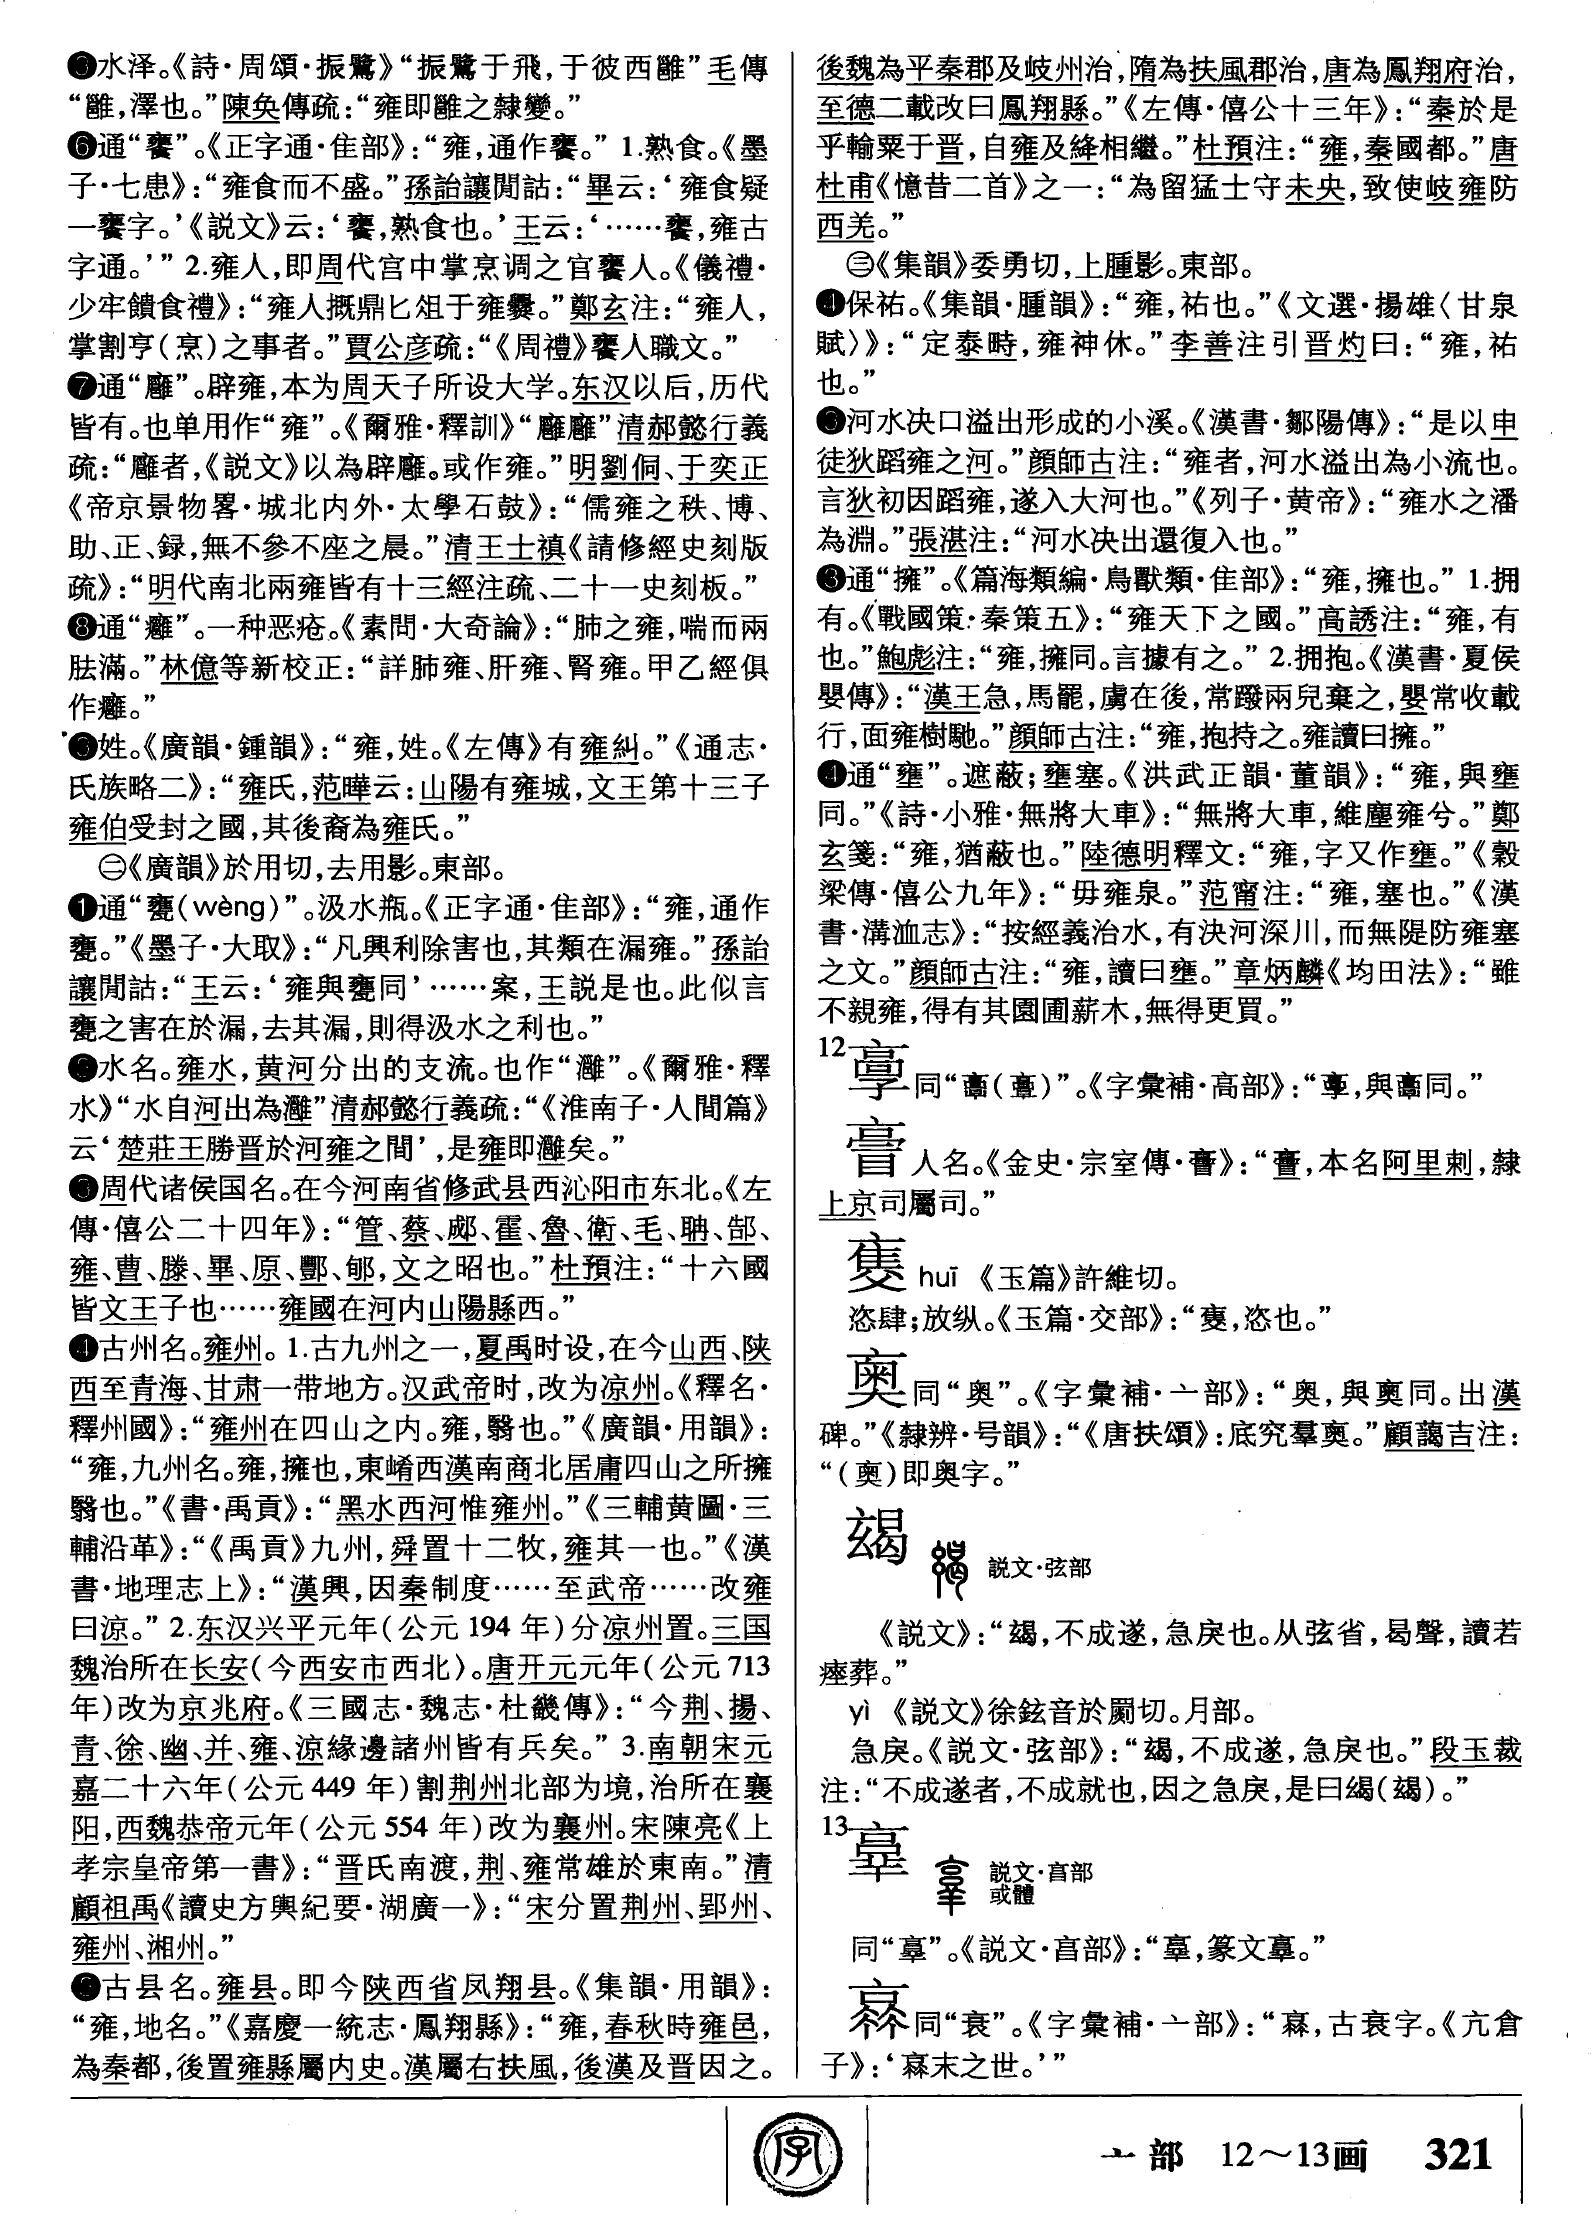 ❺水泽。《詩·周頌·振鷺》“振鷺于飛，于彼西雝”毛傳
“雝，澤也。”陳奂傳疏：“雍即雝之隸變。”
❻通“饔”。《正字通·隹部》：“雍，通作饔。”1.熟食。《墨
子·七患》：“雍食而不盛。”孫詒讓閒詁：“畢云：‘雍食疑
一饔字。’《説文》云：‘饔，熟食也。’王云：‘……饔，雍古
字通。’”2.雍人，即周代宫中掌烹调之官饔人。《儀禮·
少牢饋食禮》：“雍人摡鼎匕俎于雍爨。”鄭玄注：“雍人，
掌割亨（烹）之事者。”賈公彦疏：“《周禮》饔人職文。”
❼通“廱”。辟雍，本为周天子所设大学。东汉以后，历代
皆有。也单用作“雍”。《爾雅·釋訓》“廱廱”清郝懿行義
疏：“廱者，《説文》以為辟廱。或作雍。”明劉侗、于奕正
《帝京景物畧·城北内外·太學石鼓》：“儒雍之秩、博、
助、正、録，無不參不座之晨。”清王士禛《請修經史刻版
疏》：“明代南北兩雍皆有十三經注疏、二十一史刻板。”
❽通“癰”。一种恶疮。《素問·大奇論》：“肺之雍，喘而兩
胠滿。”林億等新校正：“詳肺雍、肝雍、腎雍。甲乙經俱
作癰。”
❾姓。《廣韻·鍾韻》：“雍，姓。《左傳》有雍糾。”《通志·
氏族略二》：“雍氏，范曄云：山陽有雍城，文王第十三子
雍伯受封之國，其後裔為雍氏。”
㊁《廣韻》於用切，去用影。東部。
❶通“甕（wèng）”。汲水瓶。《正字通·隹部》：“雍，通作
甕。”《墨子·大取》：“凡興利除害也，其類在漏雍。”孫詒
讓閒詁：“王云：‘雍與甕同’……案，王説是也。此似言
甕之害在於漏，去其漏，則得汲水之利也。”
❷水名。雍水，黄河分出的支流。也作“灉”。《爾雅·釋
水》“水自河出為灉”清郝懿行義疏：“《淮南子·人間篇》
云‘楚莊王勝晋於河雍之間’，是雍即灉矣。”
❸周代诸侯国名。在今河南省修武县西沁阳市东北。《左
傳·僖公二十四年》：“管、蔡、郕、霍、魯、衛、毛、聃、郜、
雍、曹、滕、畢、原、酆、郇，文之昭也。”杜預注：“十六國
皆文王子也……雍國在河内山陽縣西。”
❹古州名。雍州。1.古九州之一，夏禹时设，在今山西、陕
西至青海、甘肃一带地方。汉武帝时，改为凉州。《釋名·
釋州國》：“雍州在四山之内。雍，翳也。”《廣韻·用韻》：
“雍，九州名。雍，擁也，東崤西漢南商北居庸四山之所擁
翳也。”《書·禹貢》：“黑水西河惟雍州。”《三輔黄圖·三
輔沿革》：“《禹貢》九州，舜置十二牧，雍其一也。”《漢
書·地理志上》：“漢興，因秦制度……至武帝……改雍
曰涼。”2.东汉兴平元年（公元194年）分凉州置。三国
魏治所在长安（今西安市西北）。唐开元元年（公元713
年）改为京兆府。《三國志·魏志·杜畿傳》：“今荆、揚、
青、徐、幽、并、雍、涼緣邊諸州皆有兵矣。”3.南朝宋元
嘉二十六年（公元449年）割荆州北部为境，治所在襄
阳，西魏恭帝元年（公元554年）改为襄州。宋陳亮《上
孝宗皇帝第一書》：“晋氏南渡，荆、雍常雄於東南。”清
顧祖禹《讀史方輿紀要·湖廣一》：“宋分置荆州、郢州、
雍州、湘州。”
❺古县名。雍县。即今陕西省凤翔县。《集韻·用韻》：
“雍，地名。”《嘉慶一統志·鳳翔縣》：“雍，春秋時雍邑，
為秦都，後置雍縣屬内史。漢屬右扶風，後漢及晋因之。
後魏為平秦郡及岐州治，隋為扶風郡治，唐為鳳翔府治，
至德二載改曰鳳翔縣。”《左傳·僖公十三年》：“秦於是
乎輸粟于晋，自雍及絳相繼。”杜預注：“雍，秦國都。”唐
杜甫《憶昔二首》之一：“為留猛士守未央，致使岐雍防
西羌。”
㊂《集韻》委勇切，上腫影。東部。
❶保祐。《集韻·腫韻》：“雍，祐也。”《文選·揚雄〈甘泉
賦〉》：“定泰畤，雍神休。”李善注引晋灼曰：“雍，祐
也。”
❷河水决口溢出形成的小溪。《漢書·鄒陽傳》：“是以申
徒狄蹈雍之河。”顔師古注：“雍者，河水溢出為小流也。
言狄初因蹈雍，遂入大河也。”《列子·黄帝》：“雍水之潘
為淵。”張湛注：“河水决出還復入也。”
❸通“擁”。《篇海類編·鳥獸類·隹部》：“雍，擁也。”1.拥
有。《戰國策·秦策五》：“雍天下之國。”高誘注：“雍，有
也。”鮑彪注：“雍，擁同。言據有之。”2.拥抱。《漢書·夏侯
嬰傳》：“漢王急，馬罷，虜在後，常蹳兩兒棄之，嬰常收載
行，面雍樹馳。”顔師古注：“雍，抱持之。雍讀曰擁。”
❹通“壅”。遮蔽；壅塞。《洪武正韻·董韻》：“雍，與壅
同。”《詩·小雅·無將大車》：“無將大車，維塵雍兮。”鄭
玄箋：“雍，猶蔽也。”陸德明釋文：“雍，字又作壅。”《穀
梁傳·僖公九年》：“毋雍泉。”范甯注：“雍，塞也。”《漢
書·溝洫志》：“按經義治水，有決河深川，而無隄防雍塞
之文。”顔師古注：“雍，讀曰壅。”章炳麟《均田法》：“雖
不親雍，得有其園圃薪木，無得更買。”
12
同“（）”。《字彙補·高部》：“，與同。”
人名。《金史·宗室傳·》：“，本名阿里剌，隸
上京司屬司。”
huī 《玉篇》許維切。
恣肆；放纵。《玉篇·交部》：“，恣也。”
同“奥”。《字彙補·亠部》：“奥，與同。出漢
碑。”《隸辨·号韻》：“《唐扶頌》：底究羣。”顧藹吉注：
“（）即奥字。”
説文·弦部
《説文》：“，不成遂，急戾也。从弦省，曷聲，讀若
瘞葬。”
yì 《説文》徐鉉音於罽切。月部。
急戾。《説文·弦部》：“，不成遂，急戾也。”段玉裁
注：“不成遂者，不成就也，因之急戾，是曰（）。”
13
説文·㐭部
或體
同“”。《説文·部》：“，篆文。”
同“衰”。《字彙補·亠部》：“，古衰字。《亢倉
子》：‘末之世。’”
字
亠部 12～13画 321